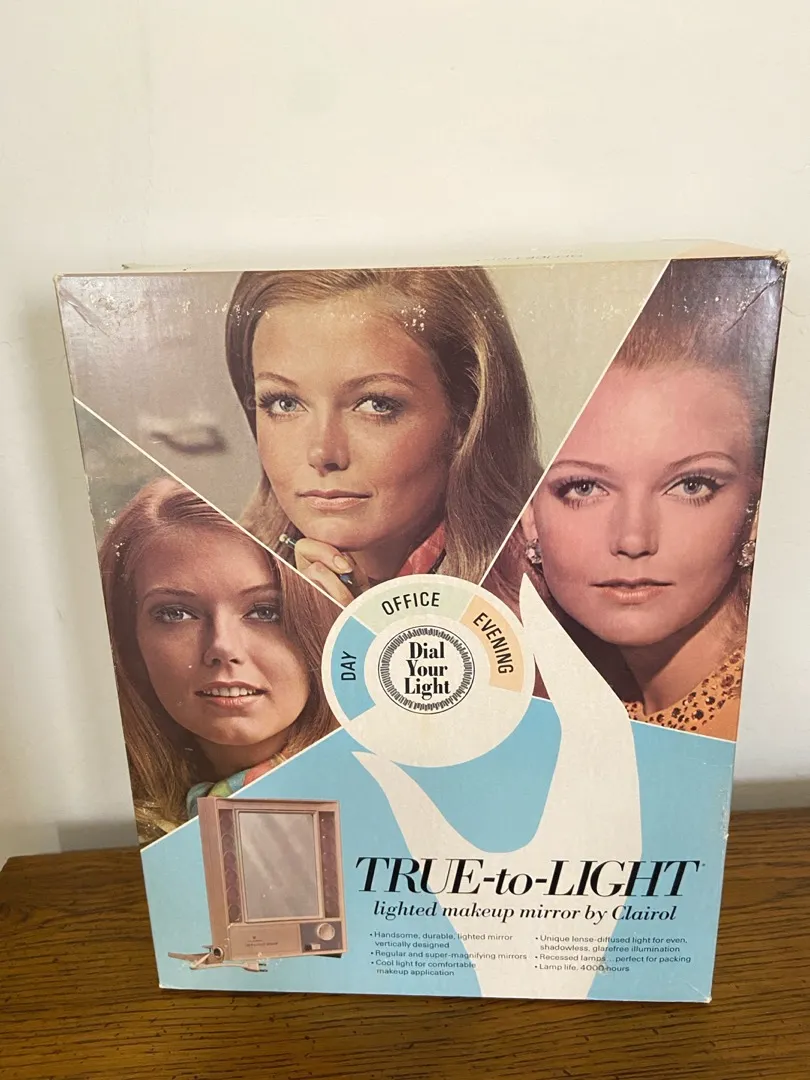 DAY
OFFICE
EVENING
Dial
Your
Light
TRUE-to-LIGHT
lighted makeup mirror by Clairol
• Handsome, durable, lighted mirror
vertically designed
• Regular and super-magnifying mirrors
• Cool light for comfortable
makeup application
• Unique lense-diffused light for even,
shadowless, glarefree illumination
• Recessed lamps...perfect for packing
• Lamp life, 4000 hours